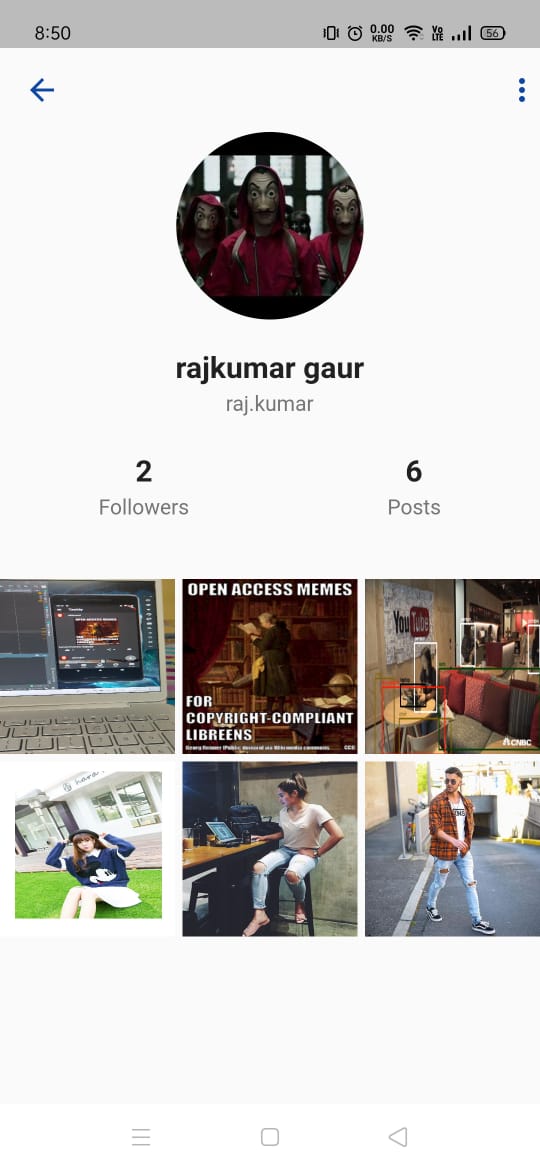 8:50
0.00
KB/S
Vo
LTE
56
rajkumar gaur
raj.kumar
2
6
Followers
Posts
OPEN ACCESS MEMES
FOR
COPYRIGHT-COMPLIANT
LIBREENS
YouTube
CNBC